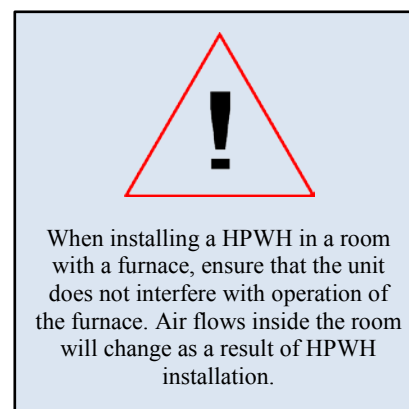 !
When installing a HPWH in a room
with a furnace, ensure that the unit
does not interfere with operation of
the furnace. Air flows inside the room
will change as a result of HPWH
installation.